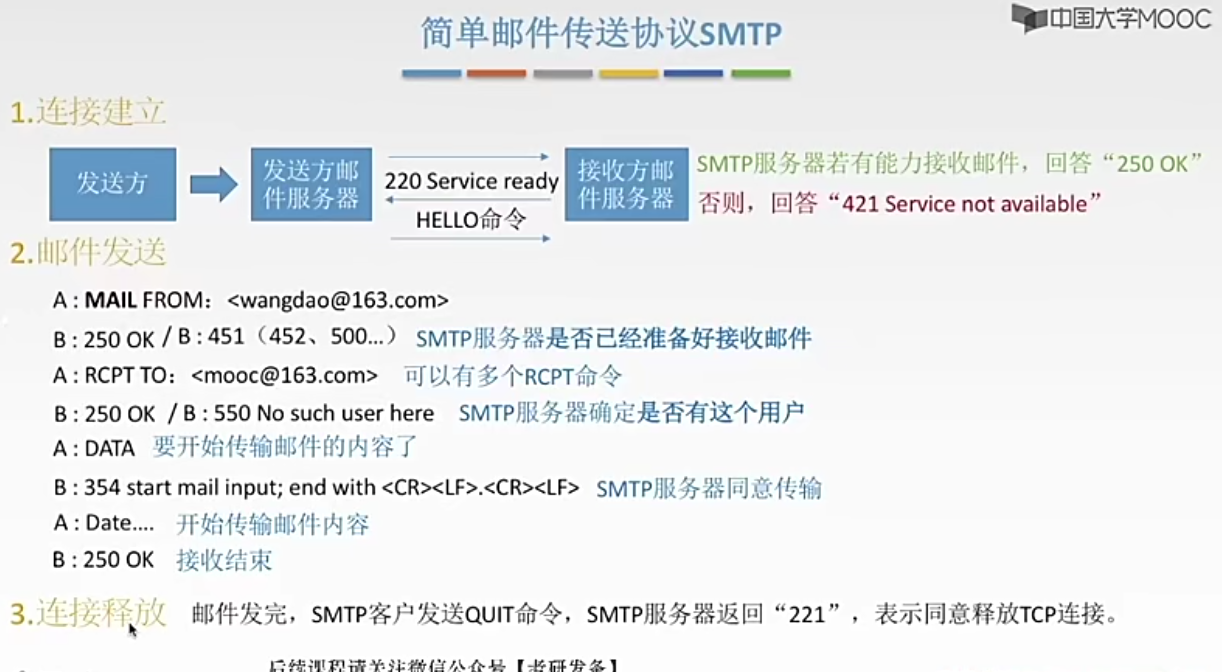 中国大学MOOC
简单邮件传送协议SMTP
1.连接建立
发送方
发送方邮
件服务器
220 Service ready
HELLO命令
接收方邮
件服务器
SMTP服务器若有能力接收邮件，回答“250 OK”
否则，回答“421 Service not available”
2.邮件发送
A : MAIL FROM：<wangdao@163.com>
B : 250 OK / B : 451（452、500...） SMTP服务器是否已经准备好接收邮件
A : RCPT TO：<mooc@163.com> 可以有多个RCPT命令
B : 250 OK / B : 550 No such user here SMTP服务器确定是否有这个用户
A : DATA 要开始传输邮件的内容了
B : 354 start mail input; end with <CR><LF>.<CR><LF> SMTP服务器同意传输
A : Date.... 开始传输邮件内容
B : 250 OK 接收结束
3.连接释放 邮件发完，SMTP客户发送QUIT命令，SMTP服务器返回“221”，表示同意释放TCP连接。
后续课程请关注微信公众号【考研发条】